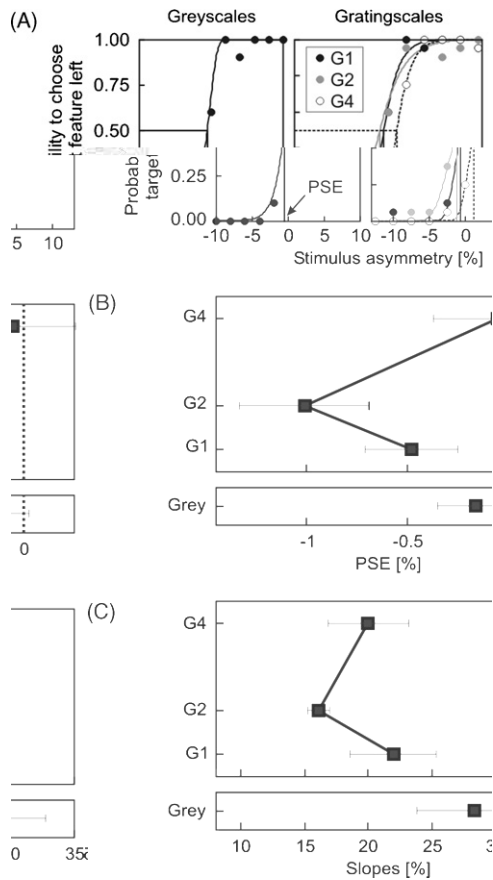 (A) Greyscales Gratingscales
1.00
0.75
0.50
ility to choose
feature left
G1
G2
G4
Probab
target
0.25
0.00
PSE
5 10
-10 -5 0 5 -10 -5 0 5
Stimulus asymmetry [%]
(B)
G4
G2
G1
Grey
0
-1 -0.5
PSE [%]
(C)
G4
G2
G1
Grey
0 35
10 15 20 25 3
Slopes [%]